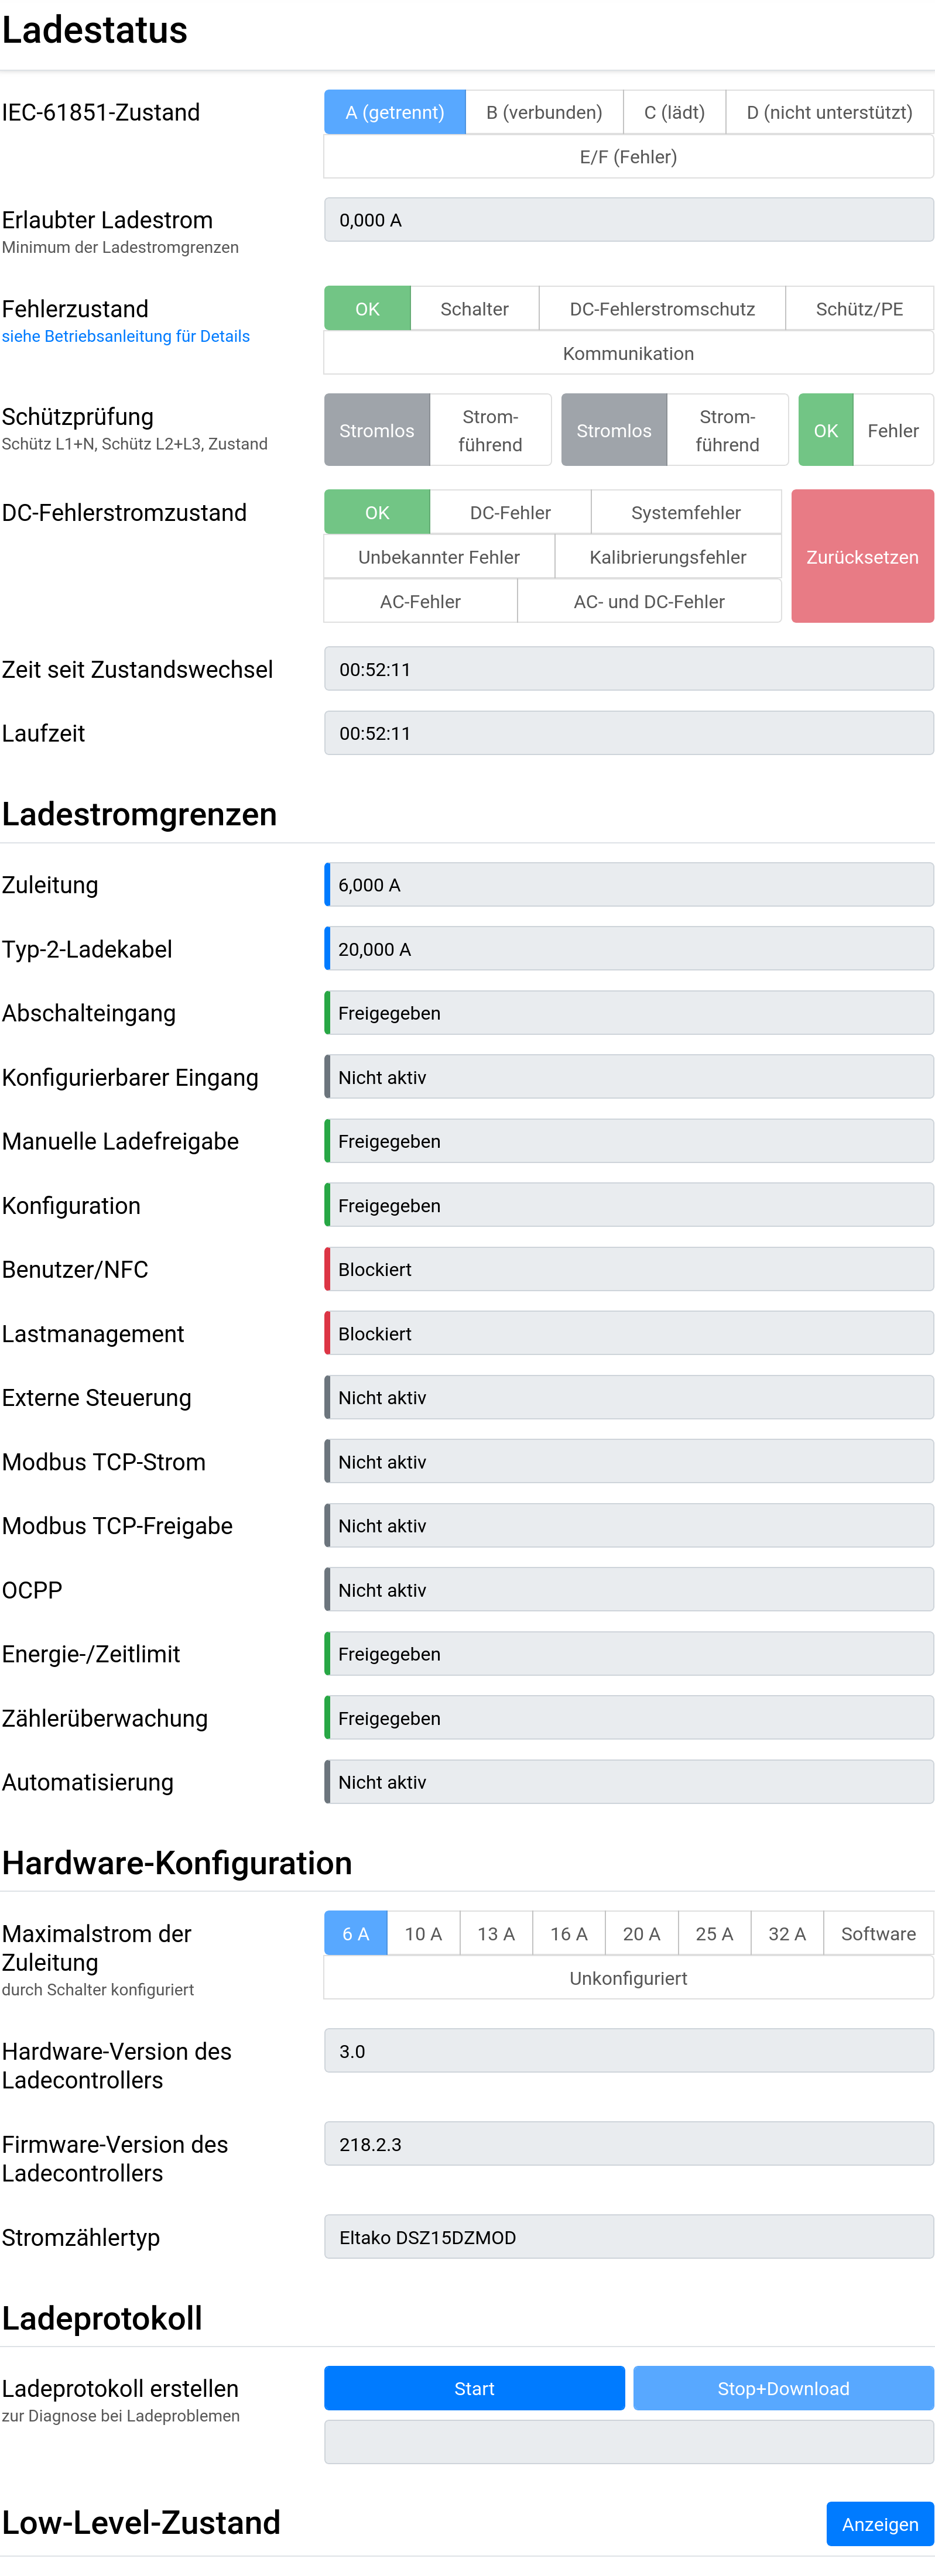 Ladestatus
IEC-61851-Zustand
A (getrennt) B (verbunden) C (lädt) D (nicht unterstützt)
E/F (Fehler)
Erlaubter Ladestrom
Minimum der Ladestromgrenzen
0,000 A
Fehlerzustand
siehe Betriebsanleitung für Details
OK Schalter DC-Fehlerstromschutz Schütz/PE
Kommunikation
Schützprüfung
Schütz L1+N, Schütz L2+L3, Zustand
Stromlos Strom-
führend
Stromlos Strom-
führend
OK Fehler
DC-Fehlerstromzustand
OK DC-Fehler Systemfehler
Unbekannter Fehler Kalibrierungsfehler
AC-Fehler AC- und DC-Fehler
Zurücksetzen
Zeit seit Zustandswechsel
00:52:11
Laufzeit
00:52:11
Ladestromgrenzen
Zuleitung
6,000 A
Typ-2-Ladekabel
20,000 A
Abschalteingang
Freigegeben
Konfigurierbarer Eingang
Nicht aktiv
Manuelle Ladefreigabe
Freigegeben
Konfiguration
Freigegeben
Benutzer/NFC
Blockiert
Lastmanagement
Blockiert
Externe Steuerung
Nicht aktiv
Modbus TCP-Strom
Nicht aktiv
Modbus TCP-Freigabe
Nicht aktiv
OCPP
Nicht aktiv
Energie-/Zeitlimit
Freigegeben
Zählerüberwachung
Freigegeben
Automatisierung
Nicht aktiv
Hardware-Konfiguration
Maximalstrom der
Zuleitung
durch Schalter konfiguriert
6 A 10 A 13 A 16 A 20 A 25 A 32 A Software
Unkonfiguriert
Hardware-Version des
Ladecontrollers
3.0
Firmware-Version des
Ladecontrollers
218.2.3
Stromzählertyp
Eltako DSZ15DZMOD
Ladeprotokoll
Ladeprotokoll erstellen
zur Diagnose bei Ladeproblemen
Start Stop+Download
Low-Level-Zustand
Anzeigen